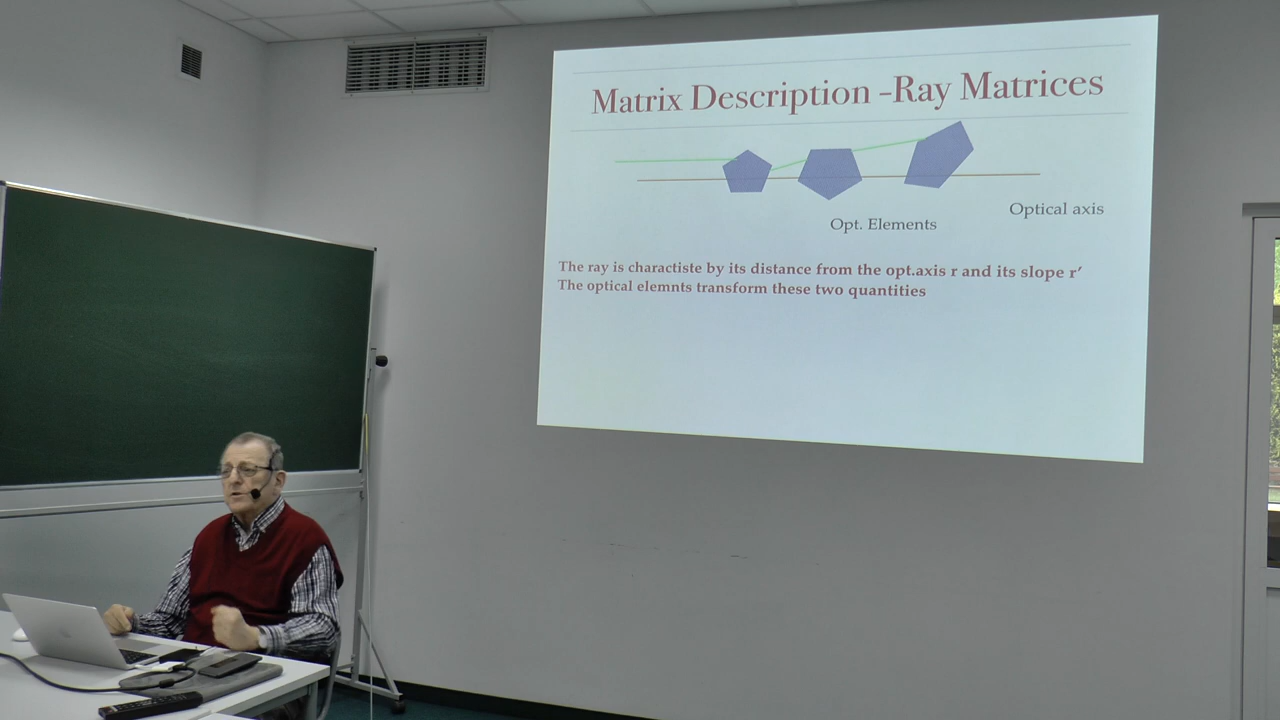 Matrix Description -Ray Matrices
Optical axis
Opt. Elements
The ray is charactiste by its distance from the opt.axis r and its slope r′
The optical elemnts transform these two quantities